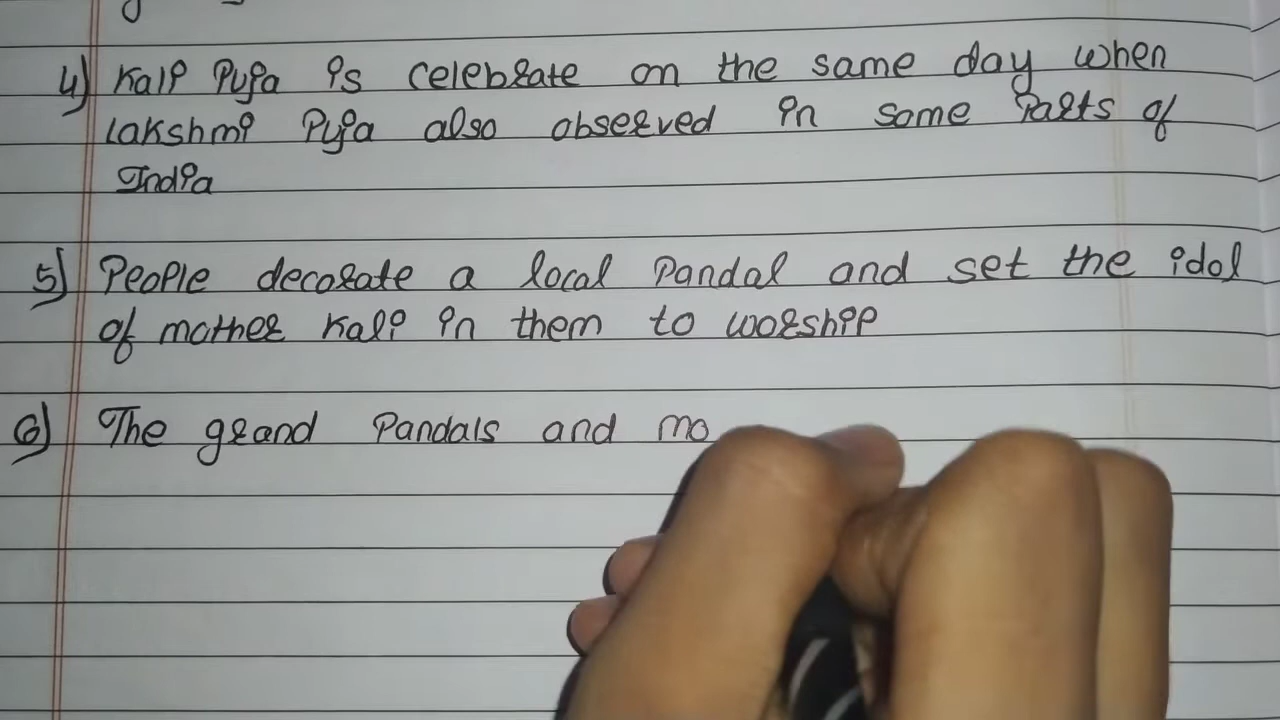 4) Kali Puja is celebrate on the same day when
Lakshmi Puja also observed in some Parts of
India
5) People decorate a local Pandal and set the idol
of mother Kali in them to worship
6) The grand Pandals and mo